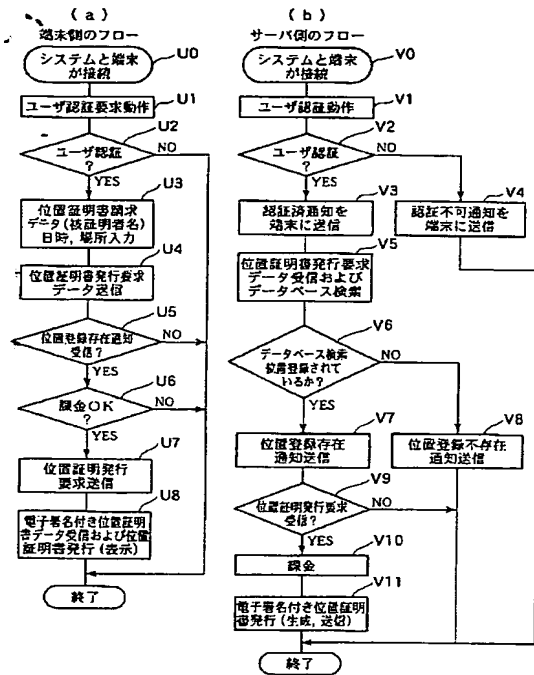 (a)
端末側のフロー
システムと端末
が接続
U0
ユーザ認証要求動作
U1
ユーザ認証
?
U2
NO
YES
位置証明書請求
データ(被証明者名)
日時,場所入力
U3
位置証明書発行要求
データ送信
U4
位置登録存在通知
受信?
U5
NO
YES
課金OK
?
U6
NO
YES
位置証明発行
要求送信
U7
電子署名付き位置証明
書データ受信および位置
証明書発行(表示)
U8
終了
(b)
サーバ側のフロー
システムと端末
が接続
V0
ユーザ認証動作
V1
ユーザ認証
?
V2
NO
YES
認証済通知を
端末に送信
V3
認証不可通知を
端末に送信
V4
位置証明書発行要求
データ受信および
データベース検索
V5
データベース検索
位置登録されて
いるか?
V6
NO
YES
位置登録存在
通知送信
V7
位置登録不存在
通知送信
V8
位置証明発行要求
受信?
V9
NO
YES
課金
V10
電子署名付き位置証明
書発行(生成,送信)
V11
終了